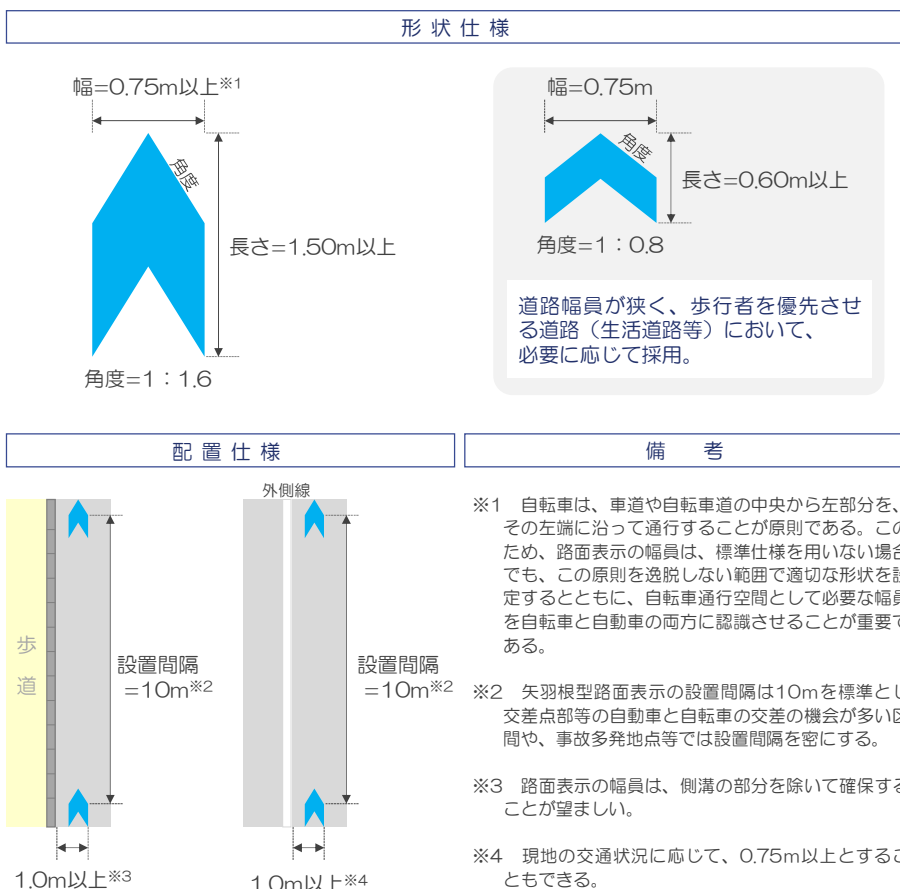 形状仕様
幅=0.75m以上※1
角度
長さ=1.50m以上
角度=1：1.6
幅=0.75m
角度
長さ=0.60m以上
角度=1：0.8
道路幅員が狭く、歩行者を優先させ
る道路（生活道路等）において、
必要に応じて採用。
配置仕様
歩道
設置間隔
=10m※2
1.0m以上※3
外側線
設置間隔
=10m※2
1.0m以上※4
備考
※1 自転車は、車道や自転車道の中央から左部分を、
その左端に沿って通行することが原則である。この
ため、路面表示の幅員は、標準仕様を用いない場合
でも、この原則を逸脱しない範囲で適切な形状を設
定するとともに、自転車通行空間として必要な幅員
を自転車と自動車の両方に認識させることが重要で
ある。
※2 矢羽根型路面表示の設置間隔は10mを標準とし
交差点部等の自動車と自転車の交差の機会が多い区
間や、事故多発地点等では設置間隔を密にする。
※3 路面表示の幅員は、側溝の部分を除いて確保する
ことが望ましい。
※4 現地の交通状況に応じて、0.75m以上とするこ
ともできる。